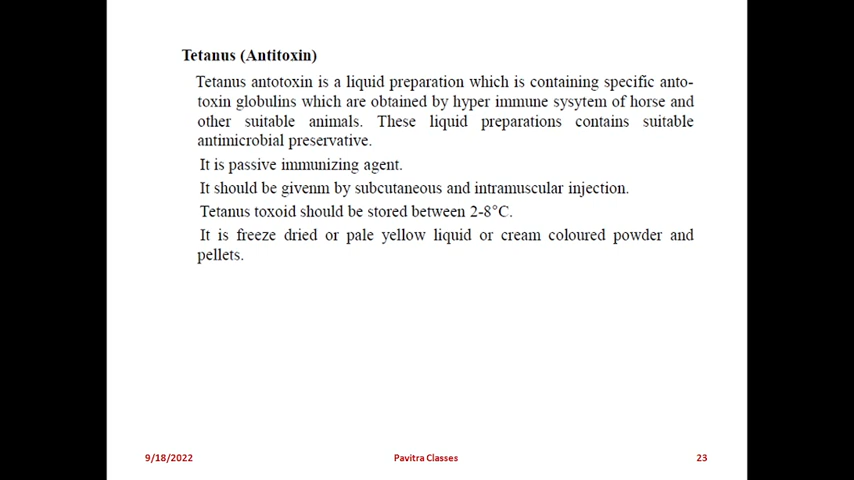 Tetanus (Antitoxin)
Tetanus antotoxin is a liquid preparation which is containing specific anto-
toxin globulins which are obtained by hyper immune sysytem of horse and
other suitable animals. These liquid preparations contains suitable
antimicrobial preservative.
It is passive immunizing agent.
It should be givenm by subcutaneous and intramuscular injection.
Tetanus toxoid should be stored between 2-8°C.
It is freeze dried or pale yellow liquid or cream coloured powder and
pellets.
9/18/2022 Pavitra Classes 23